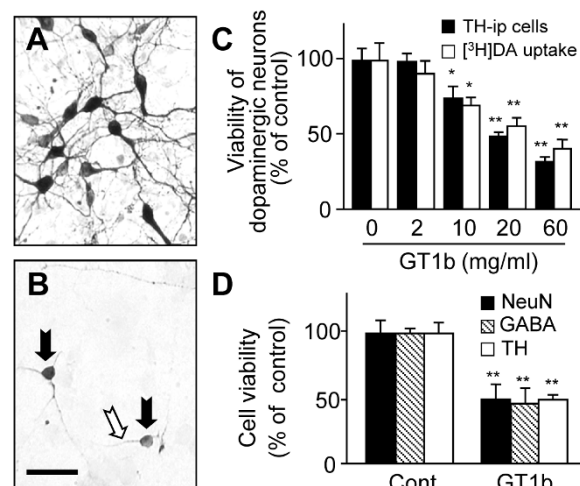 A
B
C
Viability of
dopaminergic neurons
(% of control)
100
50
0
TH-ip cells
[³H]DA uptake
*
*
**
**
**
**
0 2 10 20 60
GT1b (mg/ml)
D
Cell viability
(% of control)
100
50
0
NeuN
GABA
TH
** ** **
Cont GT1b